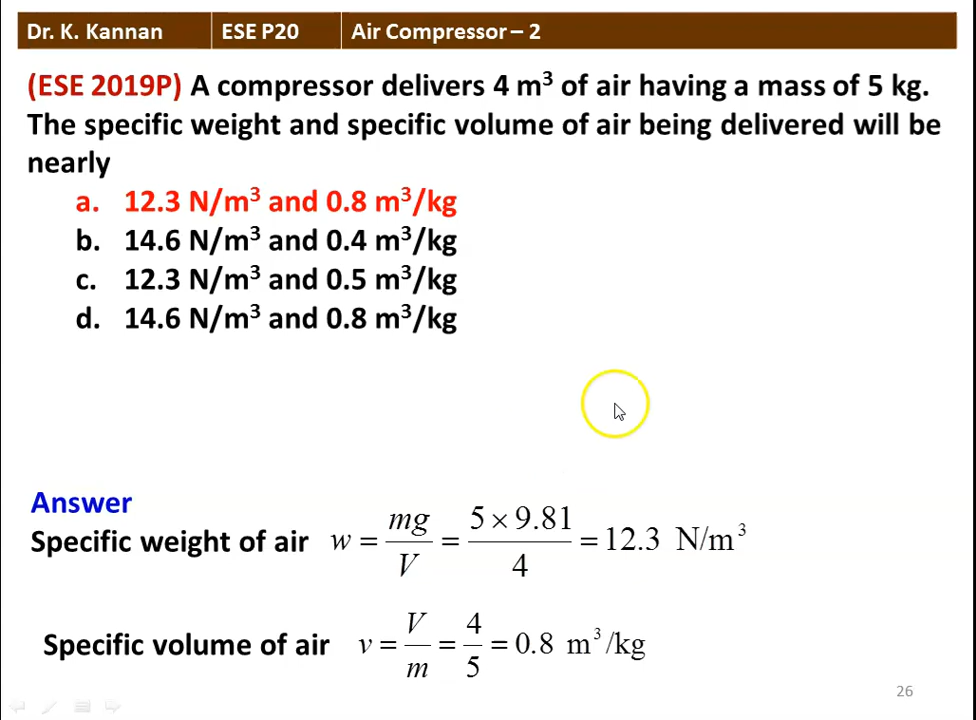 Dr. K. Kannan ESE P20 Air Compressor – 2
(ESE 2019P) A compressor delivers 4 m³ of air having a mass of 5 kg.
The specific weight and specific volume of air being delivered will be
nearly
a. 12.3 N/m³ and 0.8 m³/kg
b. 14.6 N/m³ and 0.4 m³/kg
c. 12.3 N/m³ and 0.5 m³/kg
d. 14.6 N/m³ and 0.8 m³/kg
Answer
Specific weight of air w = mg/V = 5 × 9.81/4 = 12.3 N/m³
Specific volume of air v = V/m = 4/5 = 0.8 m³/kg
26